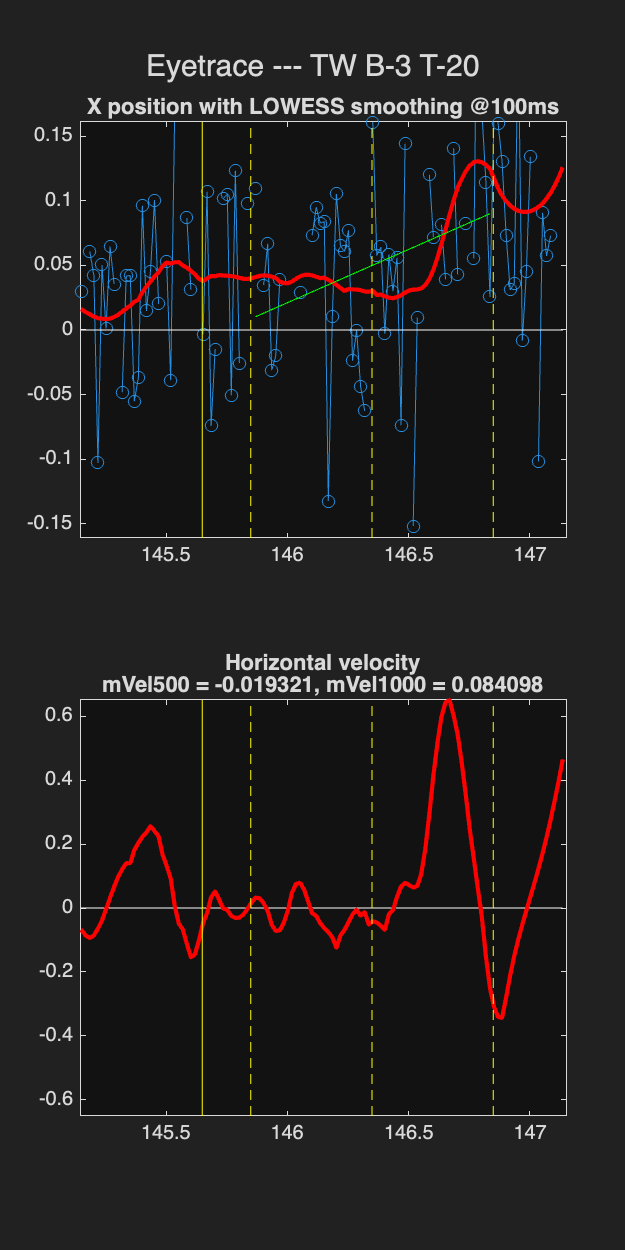 Eyetrace --- TW B-3 T-20
X position with LOWESS smoothing @100ms
0.15
0.1
0.05
0
-0.05
-0.1
-0.15
145.5 146 146.5 147
Horizontal velocity
mVel500 = -0.019321, mVel1000 = 0.084098
0.6
0.4
0.2
0
-0.2
-0.4
-0.6
145.5 146 146.5 147